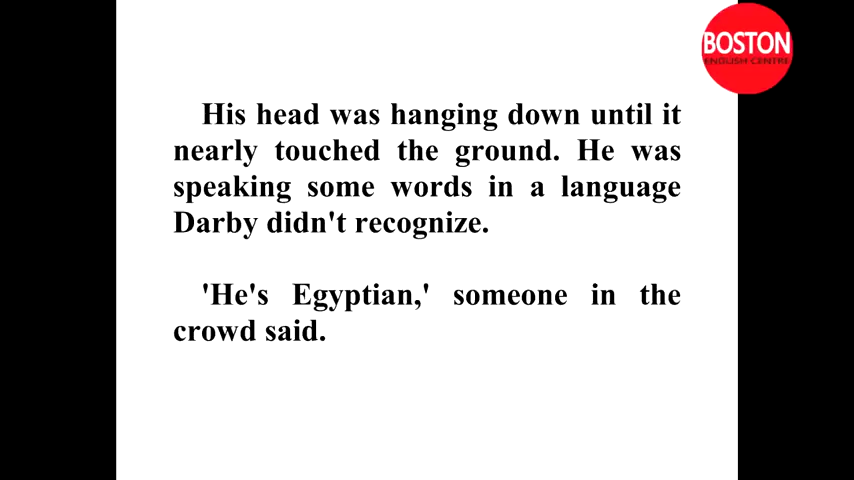 BOSTON
ENGLISH CENTRE
His head was hanging down until it
nearly touched the ground. He was
speaking some words in a language
Darby didn't recognize.
'He's Egyptian,' someone in the
crowd said.